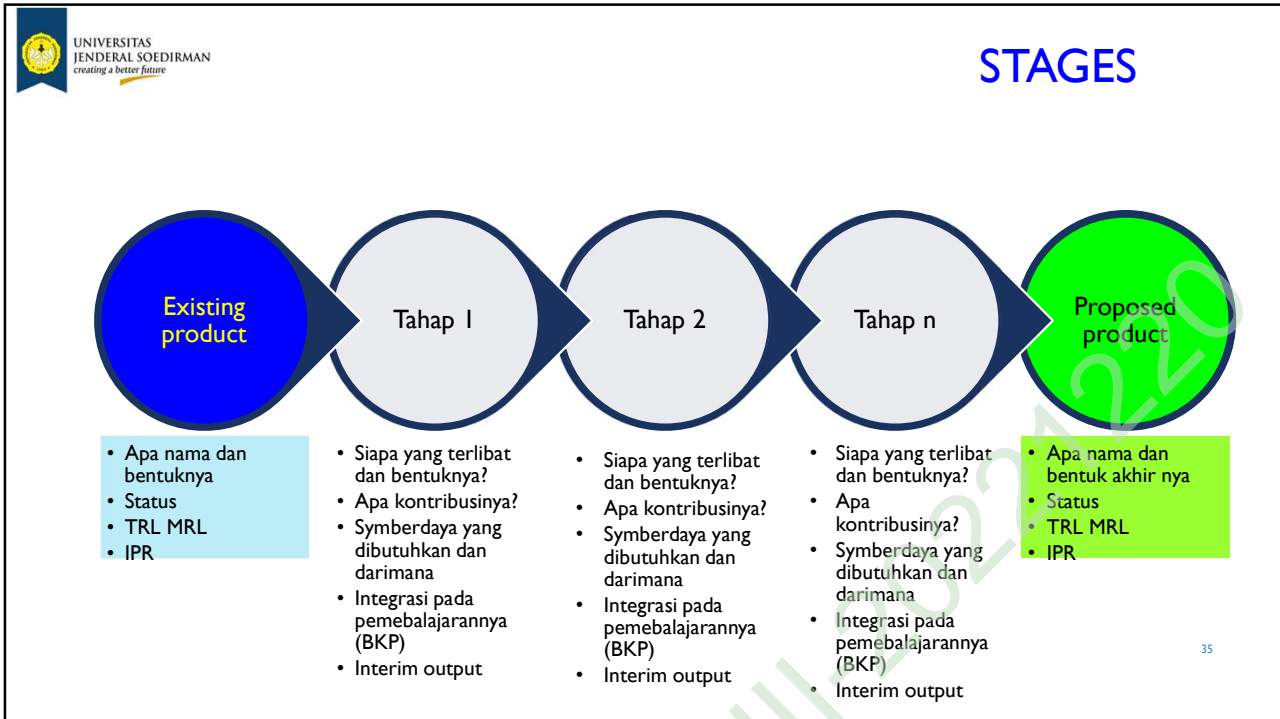 UNIVERSITAS
JENDERAL SOEDIRMAN
creating a better future
STAGES
Existing
product
Tahap 1
Tahap 2
Tahap n
Proposed
product
• Apa nama dan
bentuknya
• Status
• TRL MRL
• IPR
• Siapa yang terlibat
dan bentuknya?
• Apa kontribusinya?
• Symberdaya yang
dibutuhkan dan
darimana
• Integrasi pada
pemebalajarannya
(BKP)
• Interim output
• Siapa yang terlibat
dan bentuknya?
• Apa kontribusinya?
• Symberdaya yang
dibutuhkan dan
darimana
• Integrasi pada
pemebalajarannya
(BKP)
• Interim output
• Siapa yang terlibat
dan bentuknya?
• Apa
kontribusinya?
• Symberdaya yang
dibutuhkan dan
darimana
• Integrasi pada
pemebalajarannya
(BKP)
• Interim output
• Apa nama dan
bentuk akhir nya
• Status
• TRL MRL
• IPR
35